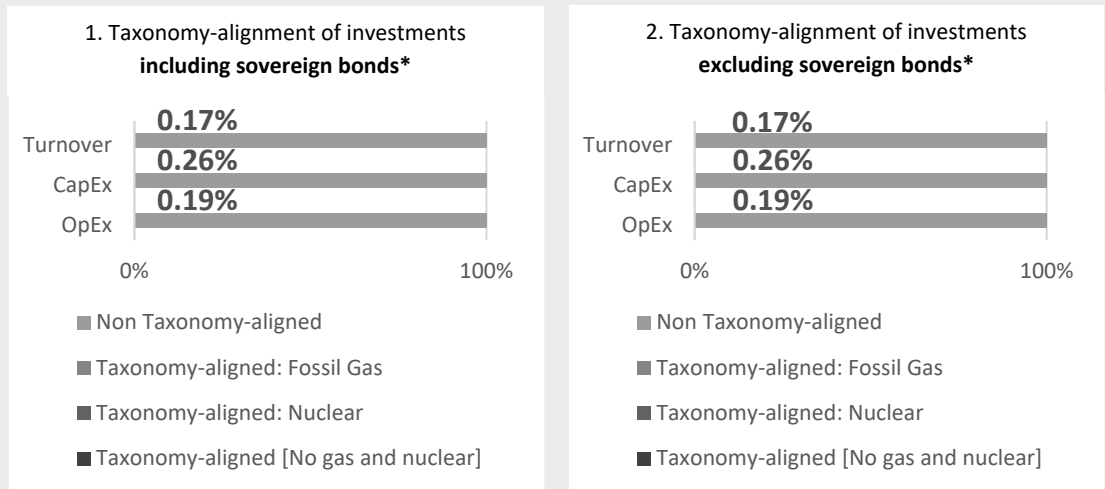 1. Taxonomy-alignment of investments
including sovereign bonds*
0.17%
Turnover
0.26%
CapEx
0.19%
OpEx
0% 100%
Non Taxonomy-aligned
Taxonomy-aligned: Fossil Gas
Taxonomy-aligned: Nuclear
Taxonomy-aligned [No gas and nuclear]
2. Taxonomy-alignment of investments
excluding sovereign bonds*
0.17%
Turnover
0.26%
CapEx
0.19%
OpEx
0% 100%
Non Taxonomy-aligned
Taxonomy-aligned: Fossil Gas
Taxonomy-aligned: Nuclear
Taxonomy-aligned [No gas and nuclear]